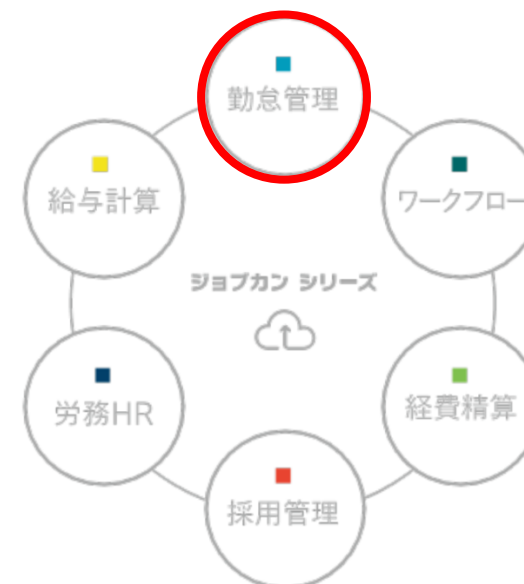 勤怠管理
給与計算
ワークフロー
ジョブカン シリーズ
労務HR
経費精算
採用管理